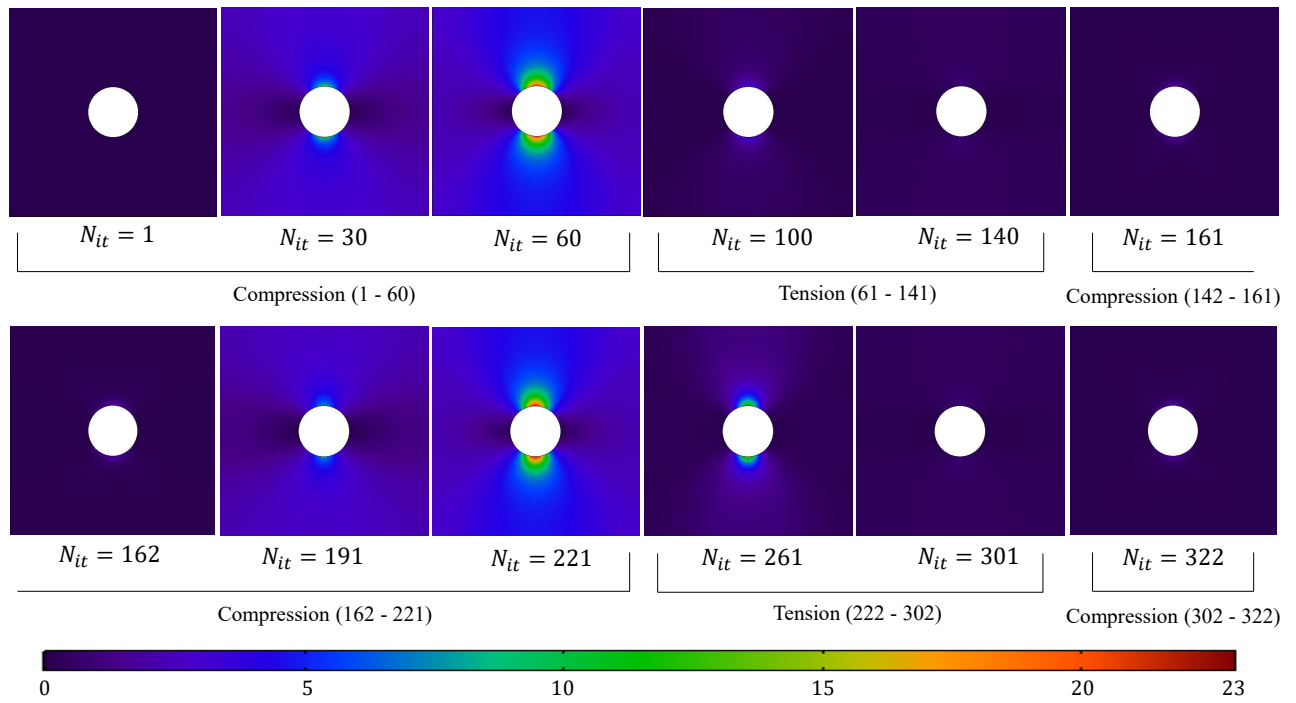 N_it = 1 N_it = 30 N_it = 60 N_it = 100 N_it = 140 N_it = 161
Compression (1 - 60) Tension (61 - 141) Compression (142 - 161)
N_it = 162 N_it = 191 N_it = 221 N_it = 261 N_it = 301 N_it = 322
Compression (162 - 221) Tension (222 - 302) Compression (302 - 322)
0 5 10 15 20 23